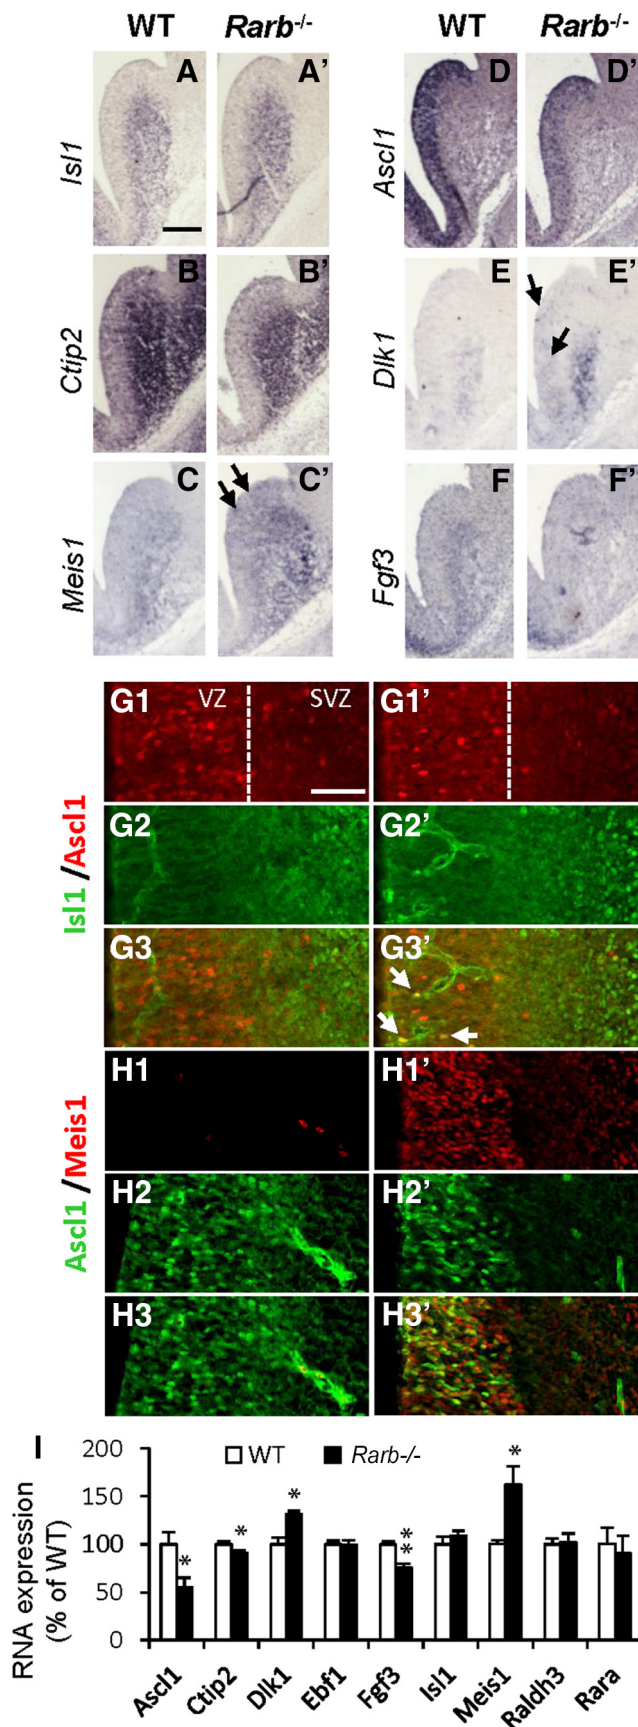 WT Rarb-/- WT Rarb-/-
Isl1 A A' Ascl1 D D'
Ctip2 B B' Dlk1 E E'
Meis1 C C' Fgf3 F F'
Isl1 /Ascl1
G1 VZ SVZ G1'
G2 G2'
G3 G3'
Ascl1 /Meis1
H1 H1'
H2 H2'
H3 H3'
I
RNA expression
(% of WT)
200
150
100
50
0
WT Rarb-/-
* * * ** *
Ascl1 Ctip2 Dlk1 Ebf1 Fgf3 Isl1 Meis1 Raldh3 Rara